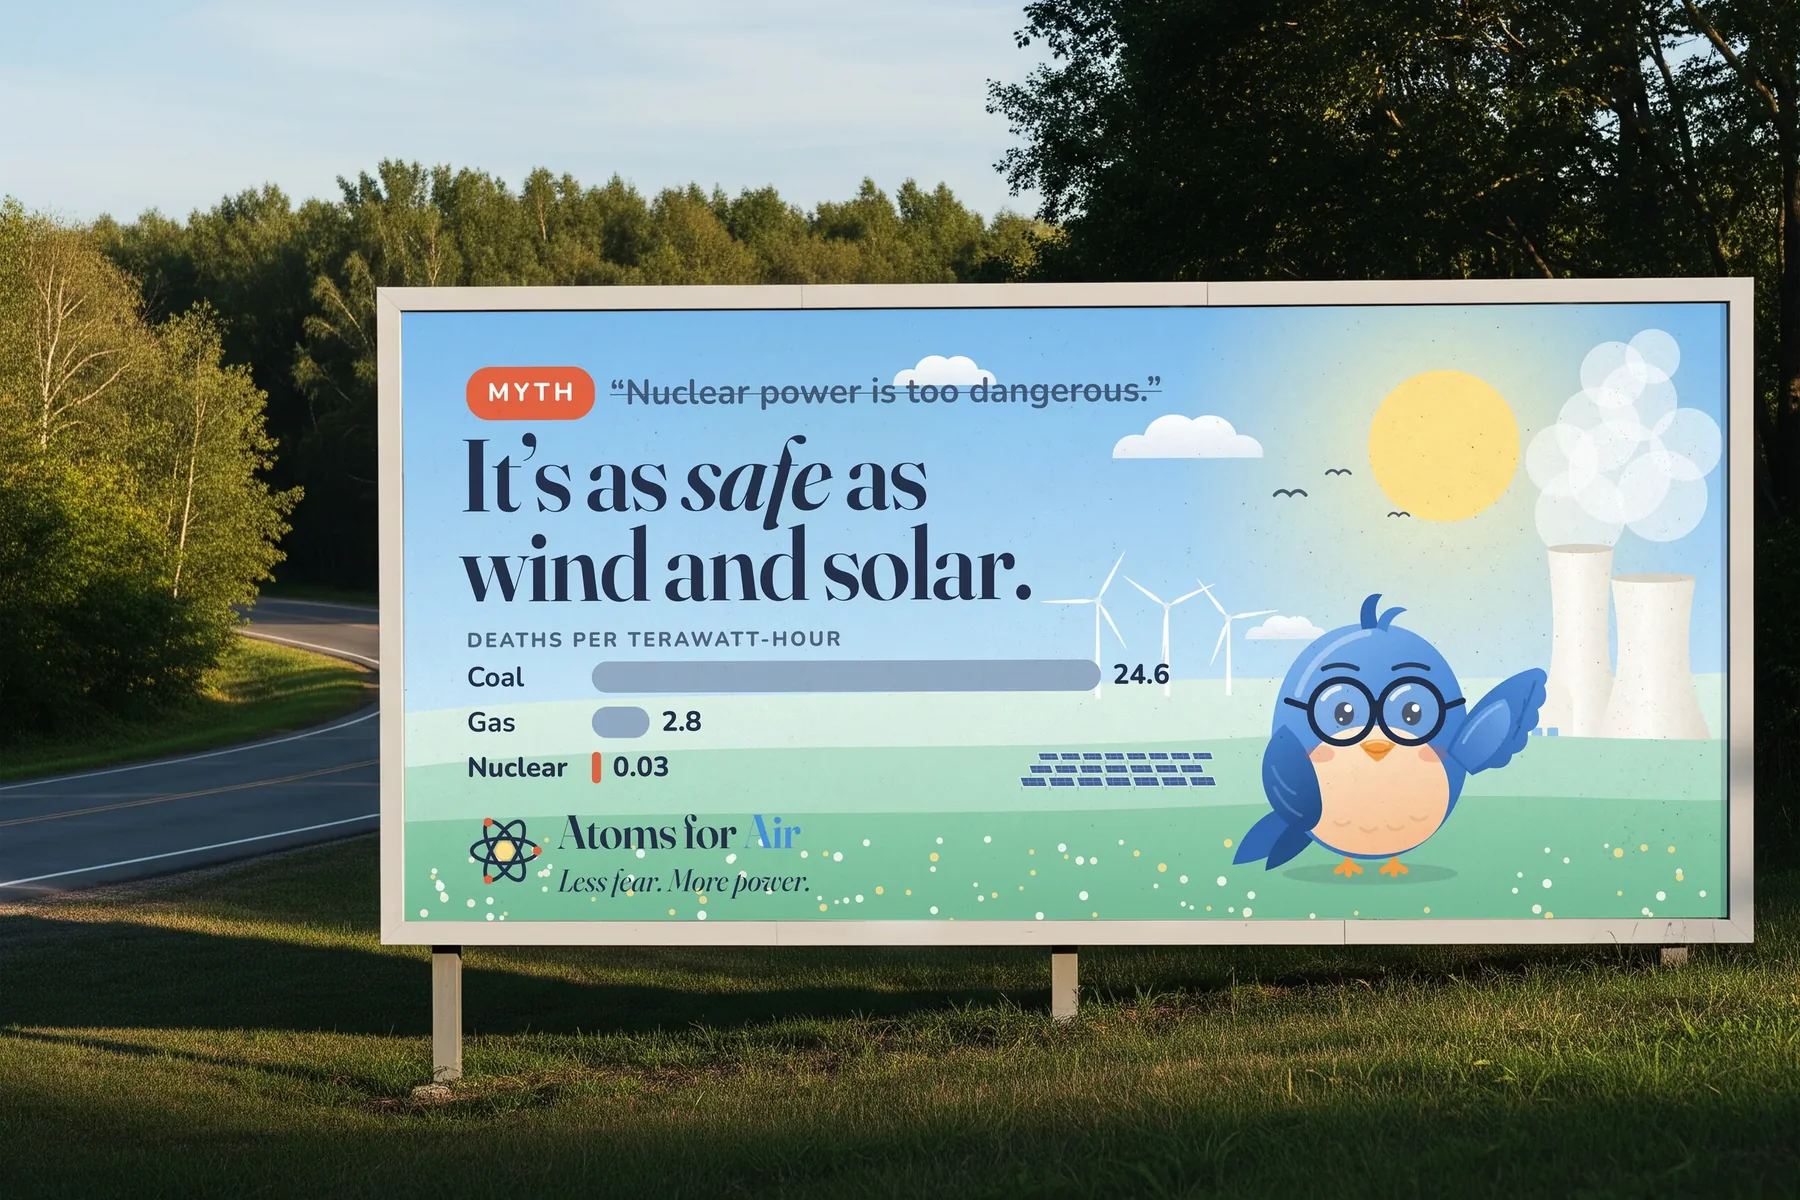 MYTH “Nuclear power is too dangerous.”
It’s as safe as
wind and solar.
DEATHS PER TERAWATT-HOUR
Coal 24.6
Gas 2.8
Nuclear 0.03
Atoms for Air
Less fear. More power.